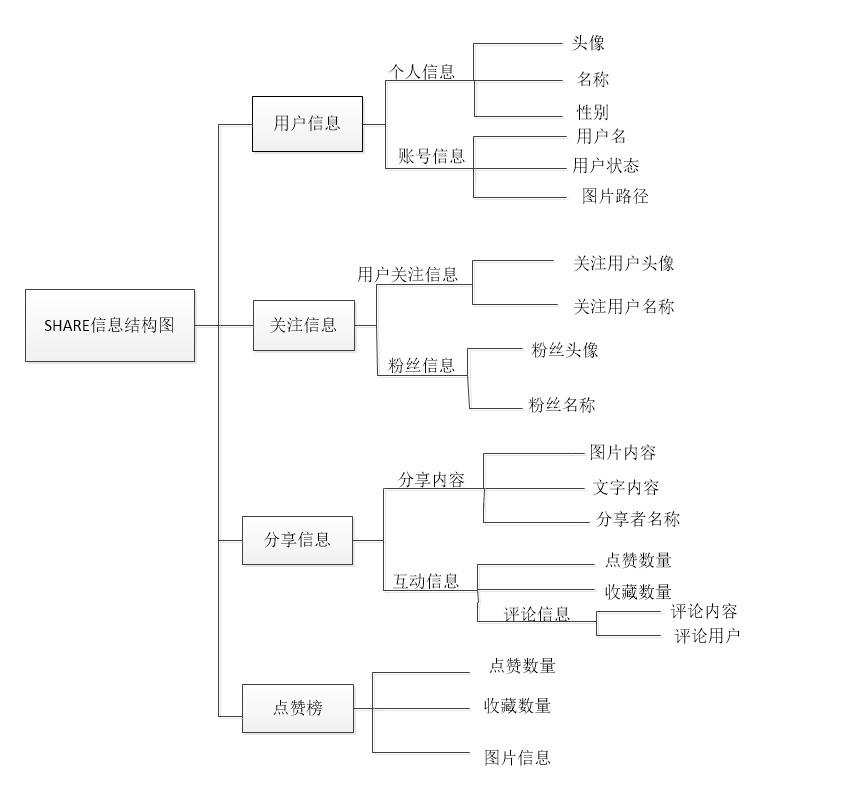 SHARE信息结构图
用户信息
个人信息
头像
名称
性别
账号信息
用户名
用户状态
图片路径
关注信息
用户关注信息
关注用户头像
关注用户名称
粉丝信息
粉丝头像
粉丝名称
分享信息
分享内容
图片内容
文字内容
分享者名称
互动信息
点赞数量
收藏数量
评论信息
评论内容
评论用户
点赞榜
点赞数量
收藏数量
图片信息